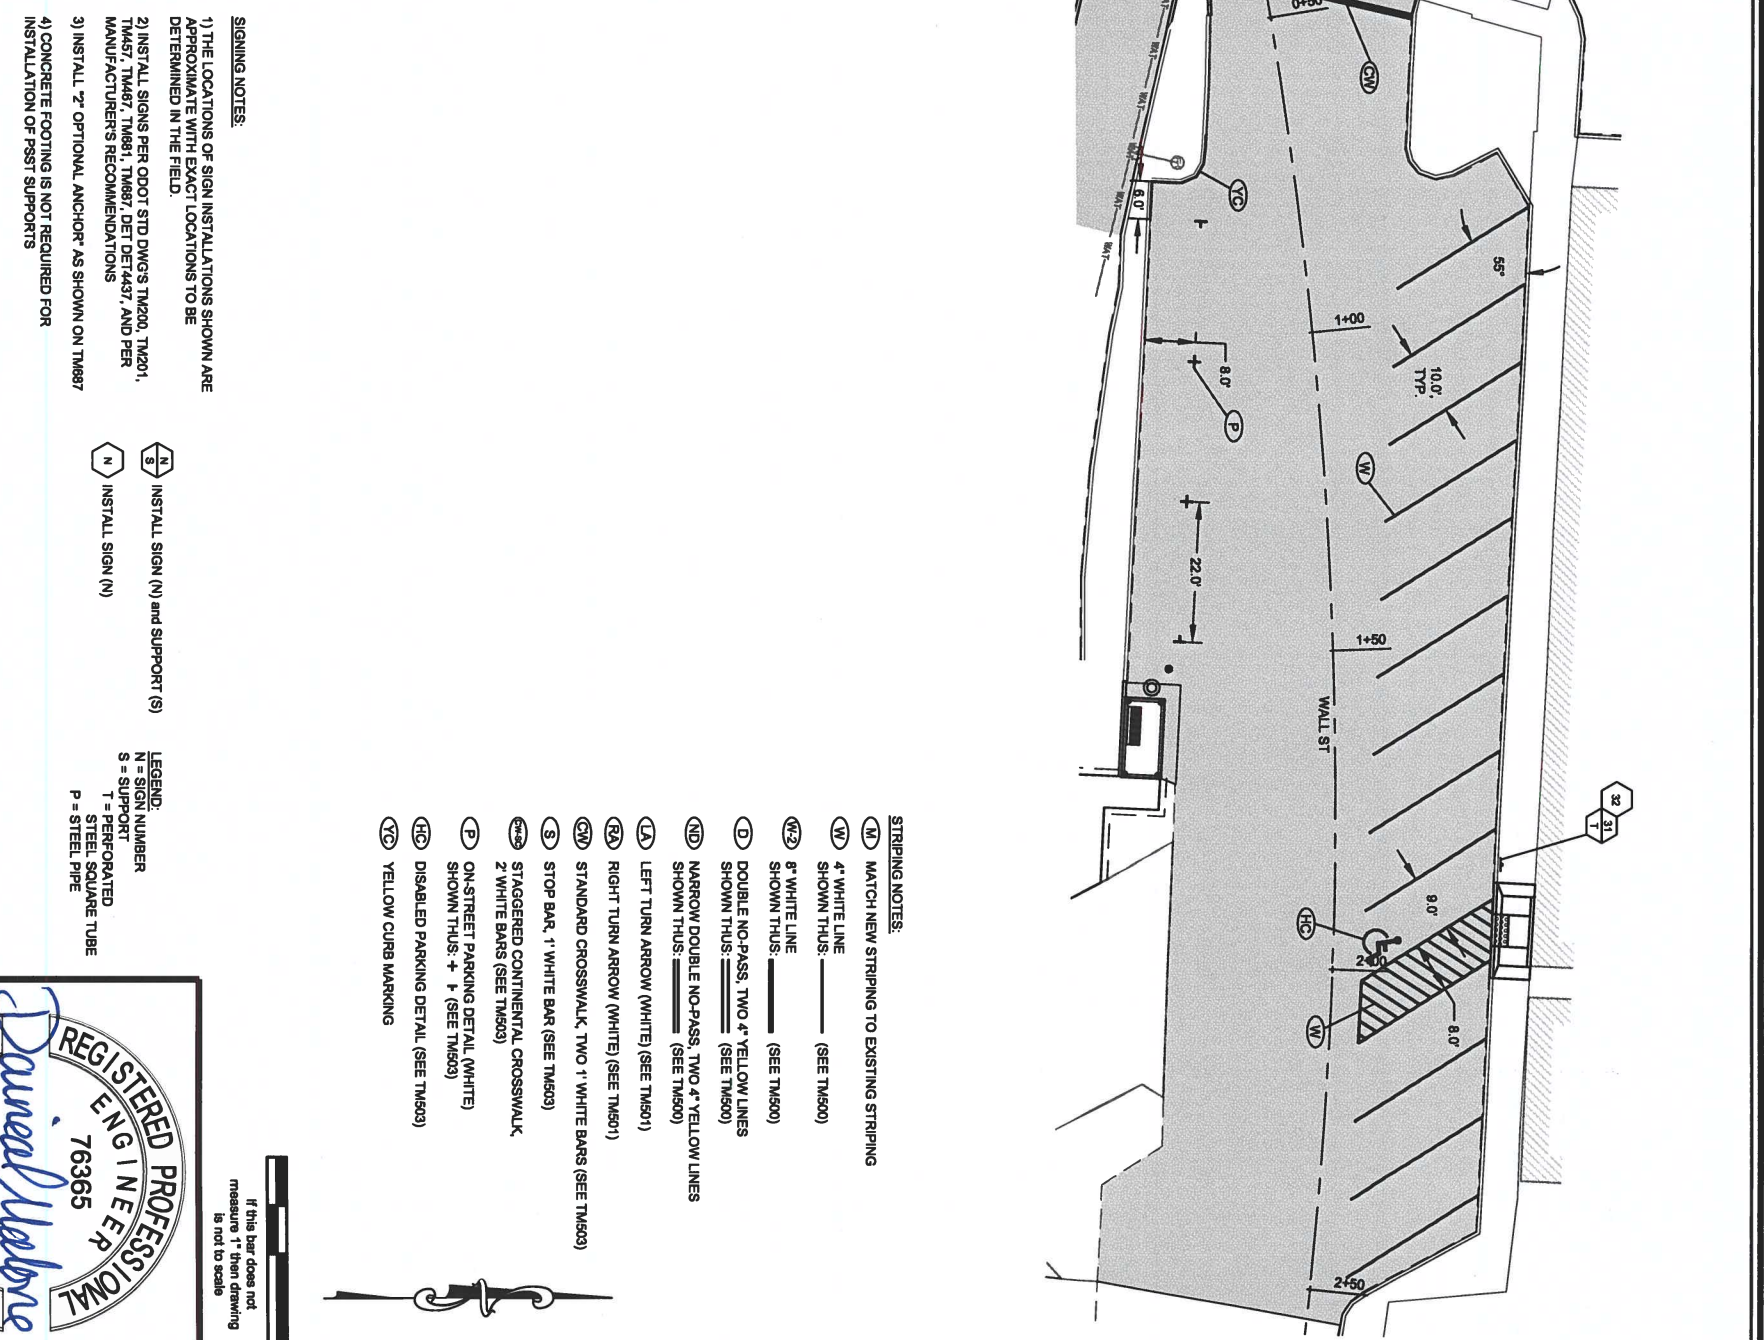 0+50
CW
WAT
WAT
WAT
WAT
WAT
YC
6.0'
55°
1+00
8.0'
10.0'
TYP.
P
W
22.0'
1+50
WALL ST
32
31
T
9.0'
HC
2+00
W
8.0'
2+50
STRIPING NOTES:
M MATCH NEW STRIPING TO EXISTING STRIPING
W 4" WHITE LINE
SHOWN THUS: (SEE TM500)
W-2 8" WHITE LINE
SHOWN THUS: (SEE TM500)
D DOUBLE NO-PASS, TWO 4" YELLOW LINES
SHOWN THUS: (SEE TM500)
ND NARROW DOUBLE NO-PASS, TWO 4" YELLOW LINES
SHOWN THUS: (SEE TM500)
LA LEFT TURN ARROW (WHITE) (SEE TM501)
RA RIGHT TURN ARROW (WHITE) (SEE TM501)
CW STANDARD CROSSWALK, TWO 1' WHITE BARS (SEE TM503)
S STOP BAR, 1' WHITE BAR (SEE TM503)
CW-SC STAGGERED CONTINENTAL CROSSWALK,
2' WHITE BARS (SEE TM503)
P ON-STREET PARKING DETAIL (WHITE)
SHOWN THUS: (SEE TM503)
HC DISABLED PARKING DETAIL (SEE TM503)
YC YELLOW CURB MARKING
SIGNING NOTES:
1) THE LOCATIONS OF SIGN INSTALLATIONS SHOWN ARE
APPROXIMATE WITH EXACT LOCATIONS TO BE
DETERMINED IN THE FIELD.
2) INSTALL SIGNS PER ODOT STD DWG'S TM200, TM201,
TM457, TM467, TM681, TM687, DET DET4437, AND PER
MANUFACTURER'S RECOMMENDATIONS
3) INSTALL "2" OPTIONAL ANCHOR" AS SHOWN ON TM687
4) CONCRETE FOOTING IS NOT REQUIRED FOR
INSTALLATION OF PSST SUPPORTS
N
S
INSTALL SIGN (N) and SUPPORT (S)
N INSTALL SIGN (N)
LEGEND:
N = SIGN NUMBER
S = SUPPORT
T = PERFORATED
STEEL SQUARE TUBE
P = STEEL PIPE
If this bar does not
measure 1" then drawing
is not to scale
REGISTERED PROFESSIONAL
ENGINEER
76365